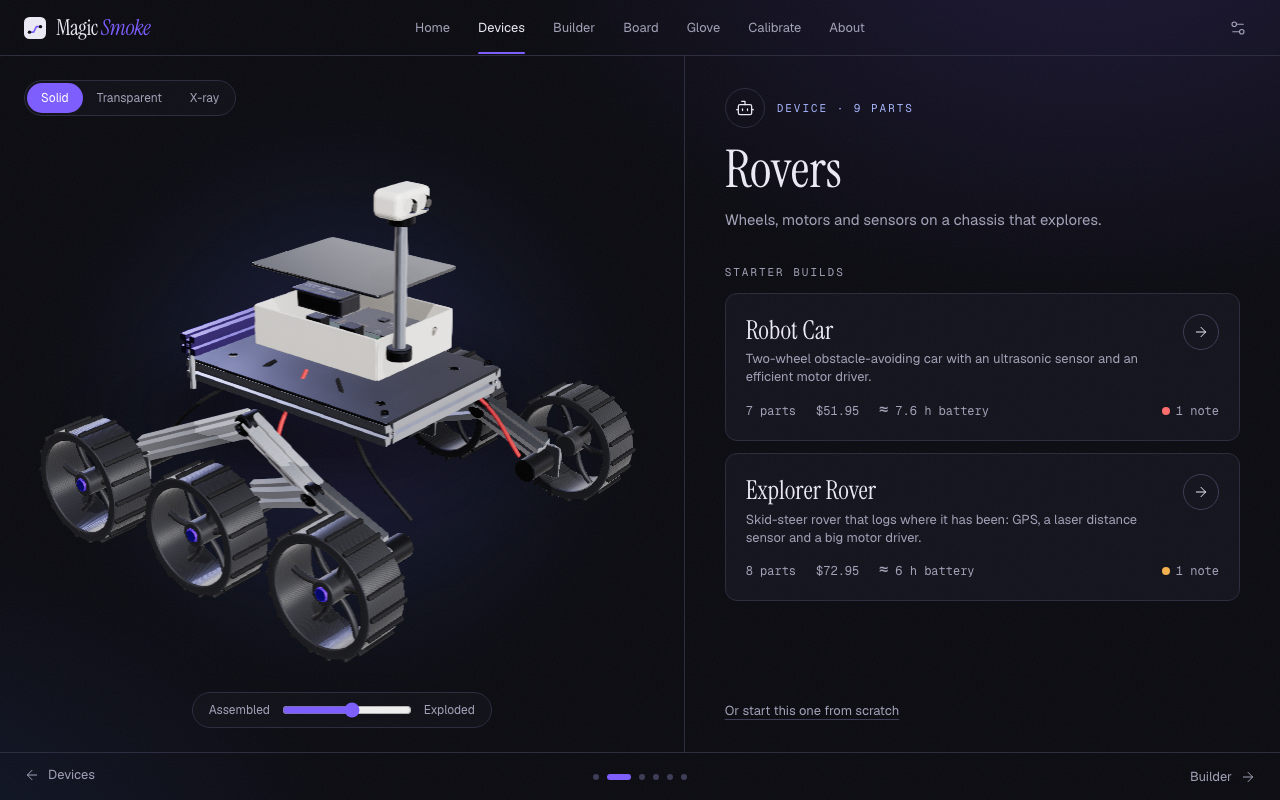 Magic Smoke
Home
Devices
Builder
Board
Glove
Calibrate
About
Solid
Transparent
X-ray
Assembled
Exploded
DEVICE · 9 PARTS
Rovers
Wheels, motors and sensors on a chassis that explores.
STARTER BUILDS
Robot Car
Two-wheel obstacle-avoiding car with an ultrasonic sensor and an
efficient motor driver.
7 parts $51.95 ≈ 7.6 h battery 1 note
Explorer Rover
Skid-steer rover that logs where it has been: GPS, a laser distance
sensor and a big motor driver.
8 parts $72.95 ≈ 6 h battery 1 note
Or start this one from scratch
Devices
Builder